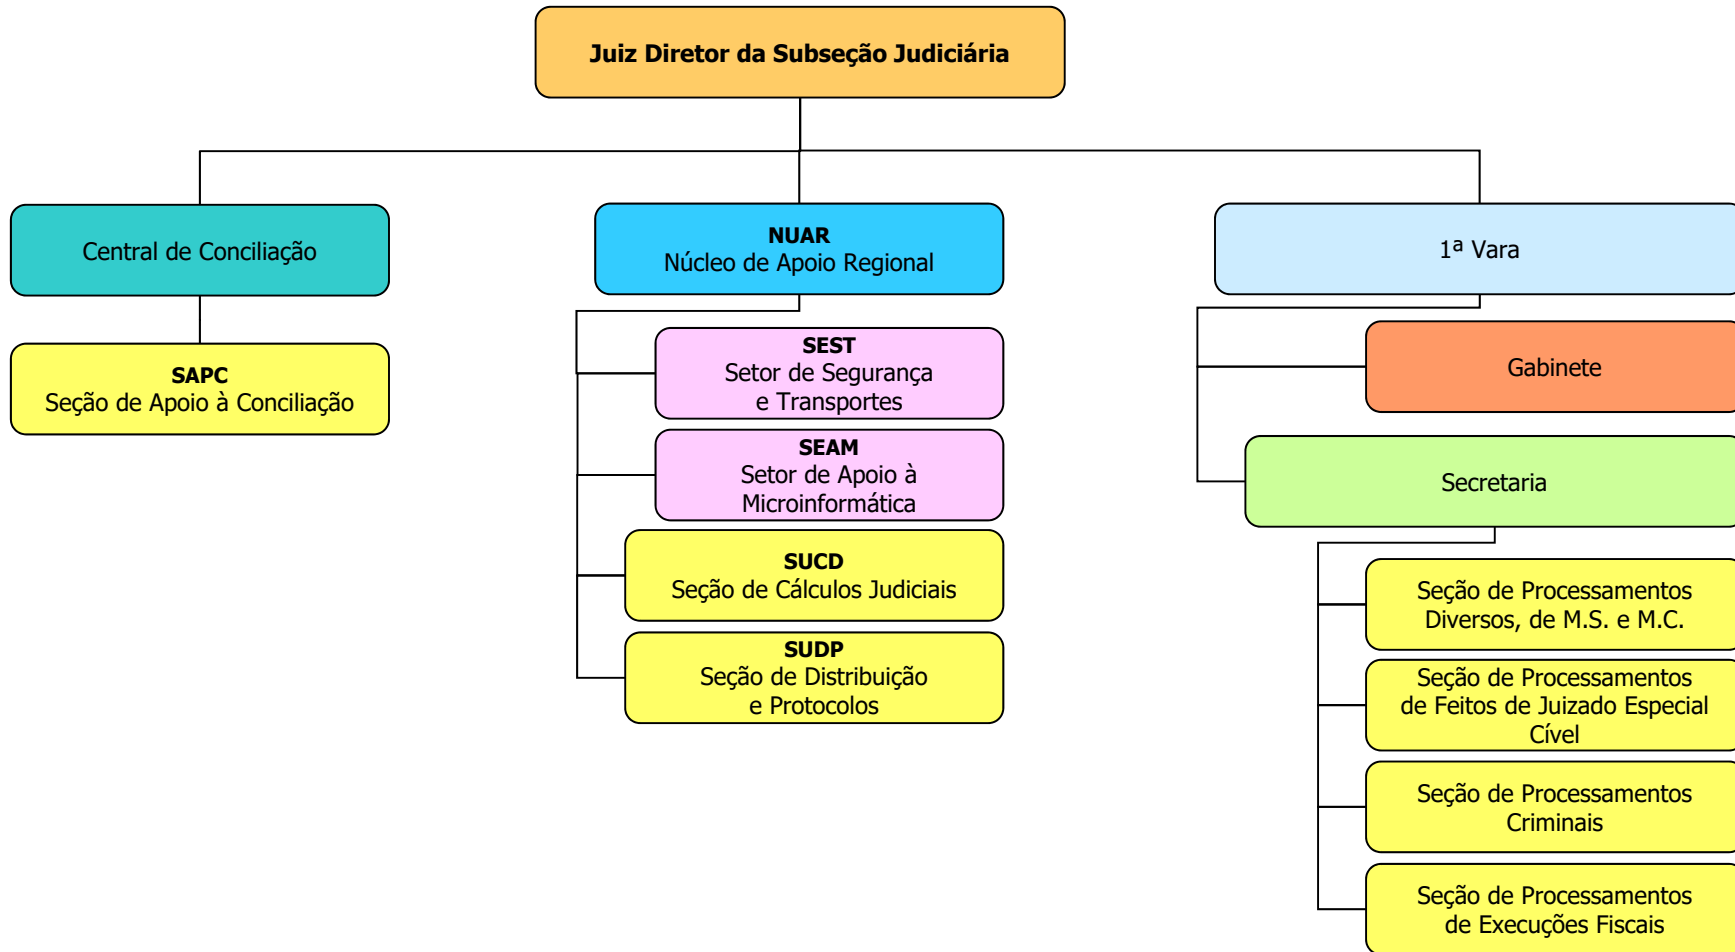 Juiz Diretor da Subseção Judiciária
Central de Conciliação
SAPC
Seção de Apoio à Conciliação
NUAR
Núcleo de Apoio Regional
SEST
Setor de Segurança
e Transportes
SEAM
Setor de Apoio à
Microinformática
SUCD
Seção de Cálculos Judiciais
SUDP
Seção de Distribuição
e Protocolos
1ª Vara
Gabinete
Secretaria
Seção de Processamentos
Diversos, de M.S. e M.C.
Seção de Processamentos
de Feitos de Juizado Especial
Cível
Seção de Processamentos
Criminais
Seção de Processamentos
de Execuções Fiscais